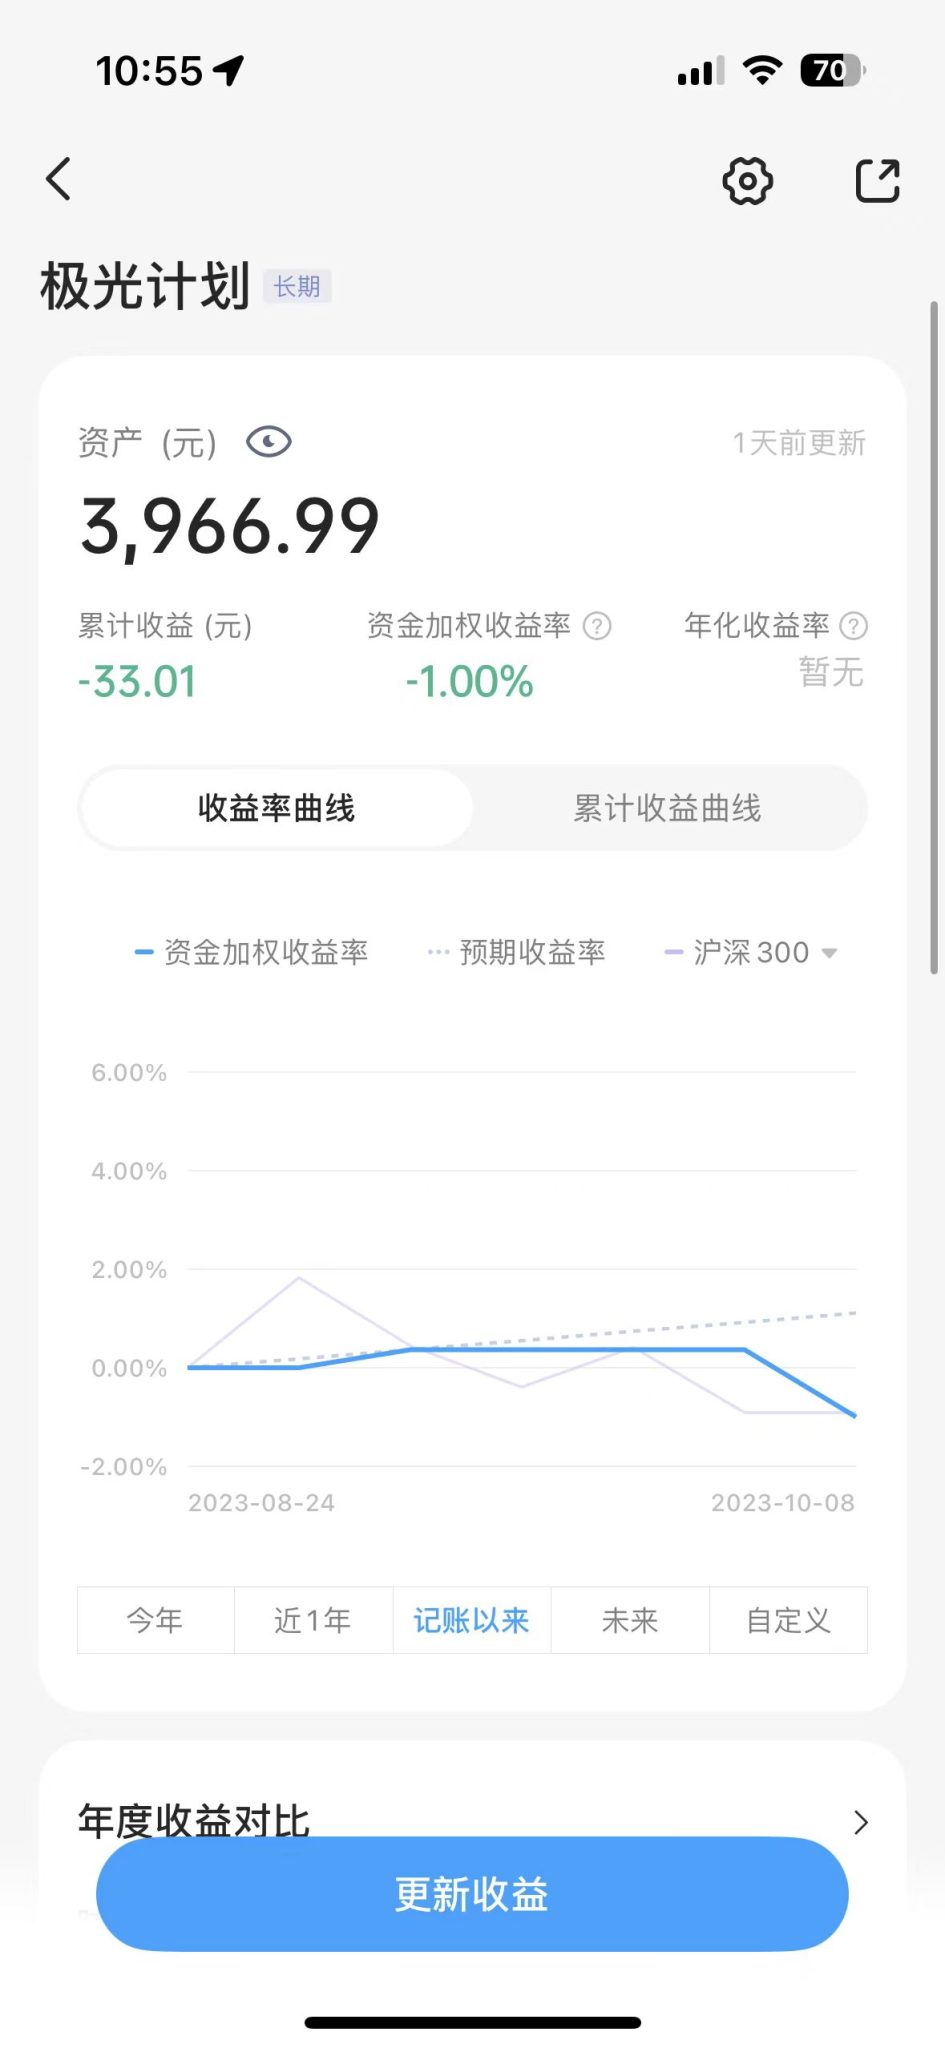 10:55
70
极光计划 长期
资产 (元) 1天前更新
3,966.99
累计收益 (元) 资金加权收益率 ? 年化收益率 ?
-33.01 -1.00% 暂无
收益率曲线 累计收益曲线
资金加权收益率 预期收益率 沪深300
6.00%
4.00%
2.00%
0.00%
-2.00%
2023-08-24 2023-10-08
今年 近1年 记账以来 未来 自定义
年度收益对比
更新收益